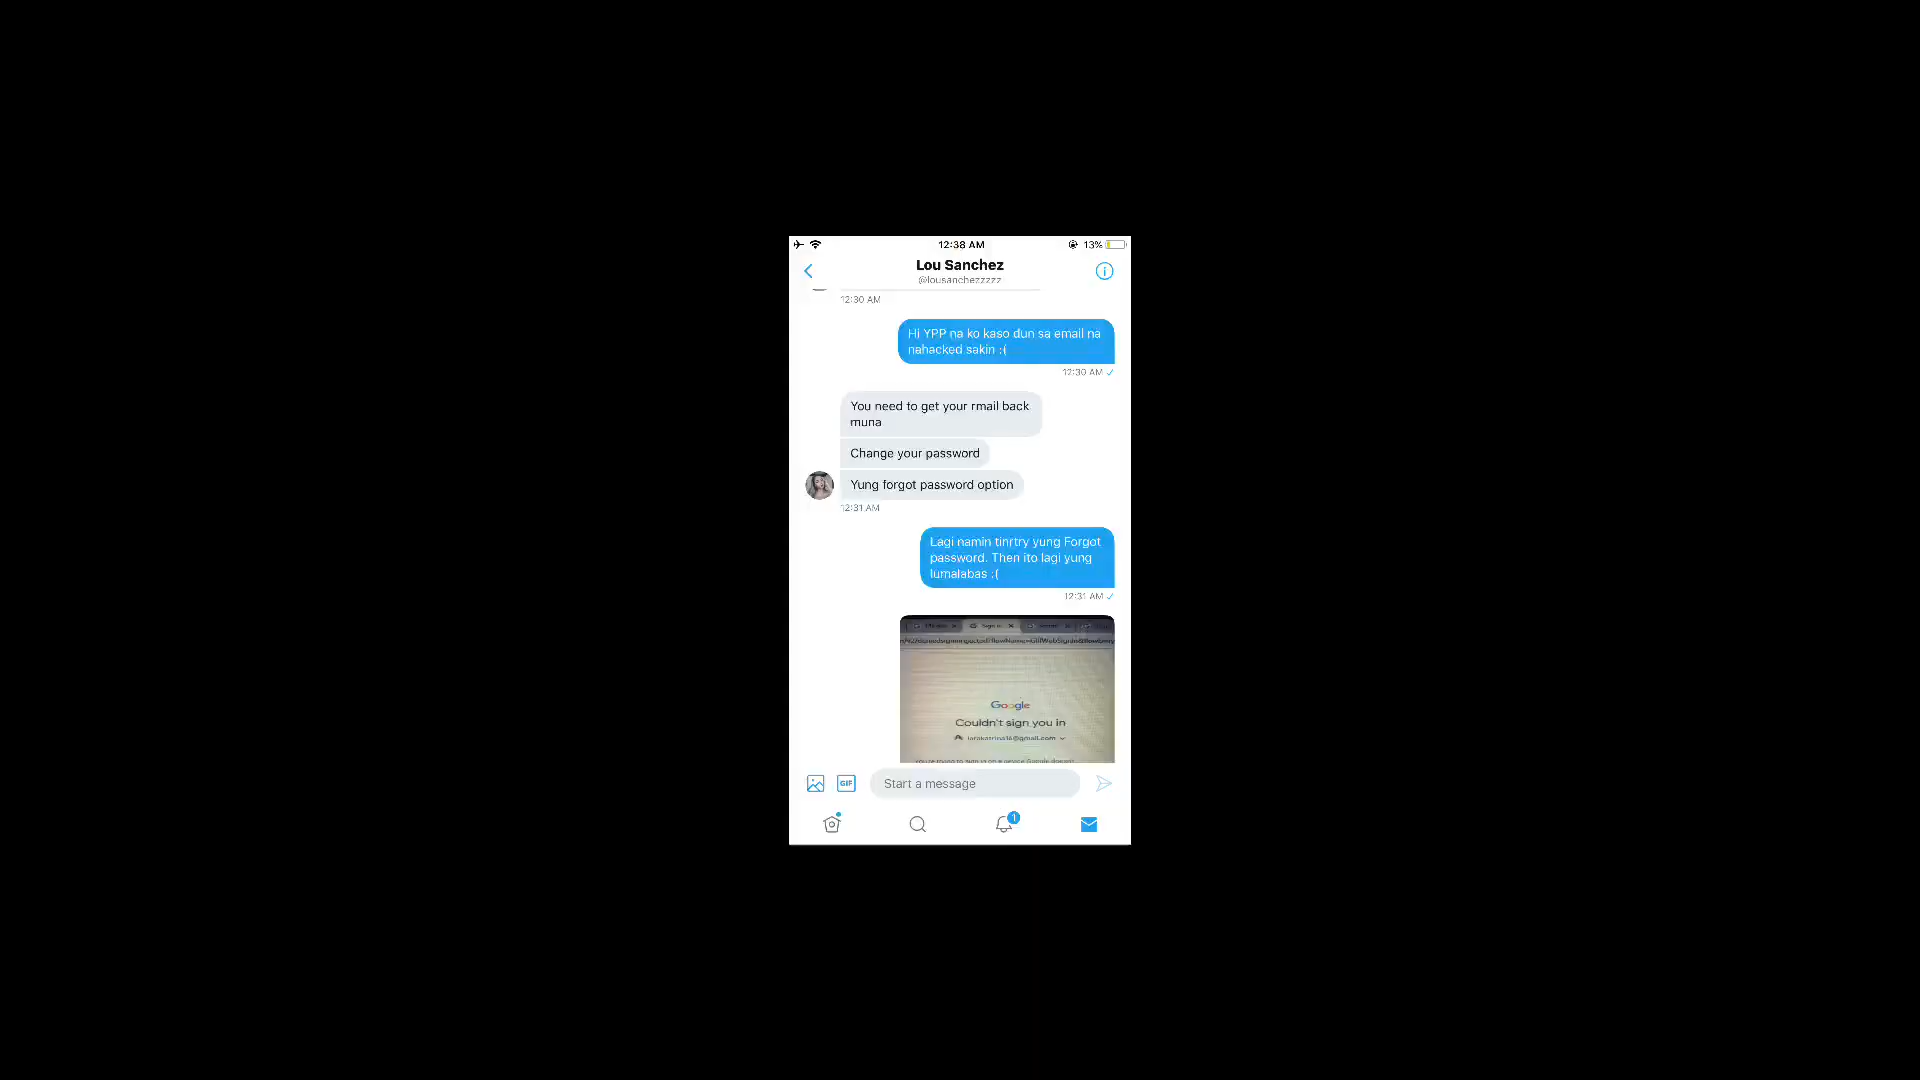 12:38 AM
13%
Lou Sanchez
@lousanchezzzzz
12:30 AM
Hi YPP na ko kaso dun sa email na
nahacked sakin :(
12:30 AM
You need to get your rmail back
muna
Change your password
Yung forgot password option
12:31 AM
Lagi namin tinrtry yung Forgot
password. Then ito lagi yung
lumalabas :(
12:31 AM
Google
Couldn't sign you in
GIF
Start a message
1